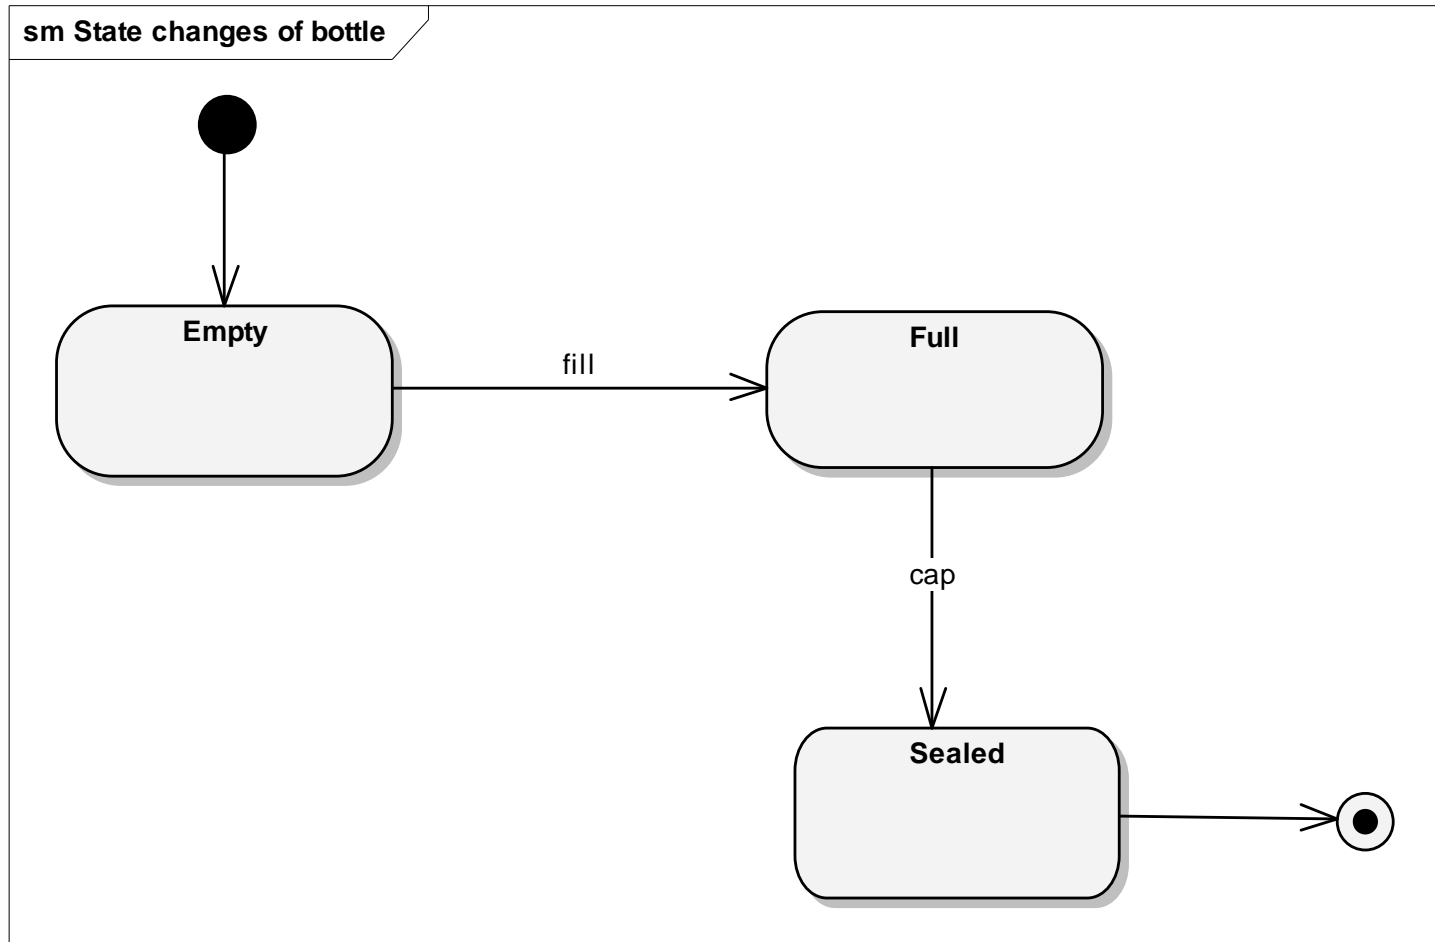 sm State changes of bottle
Empty
Full
fill
cap
Sealed